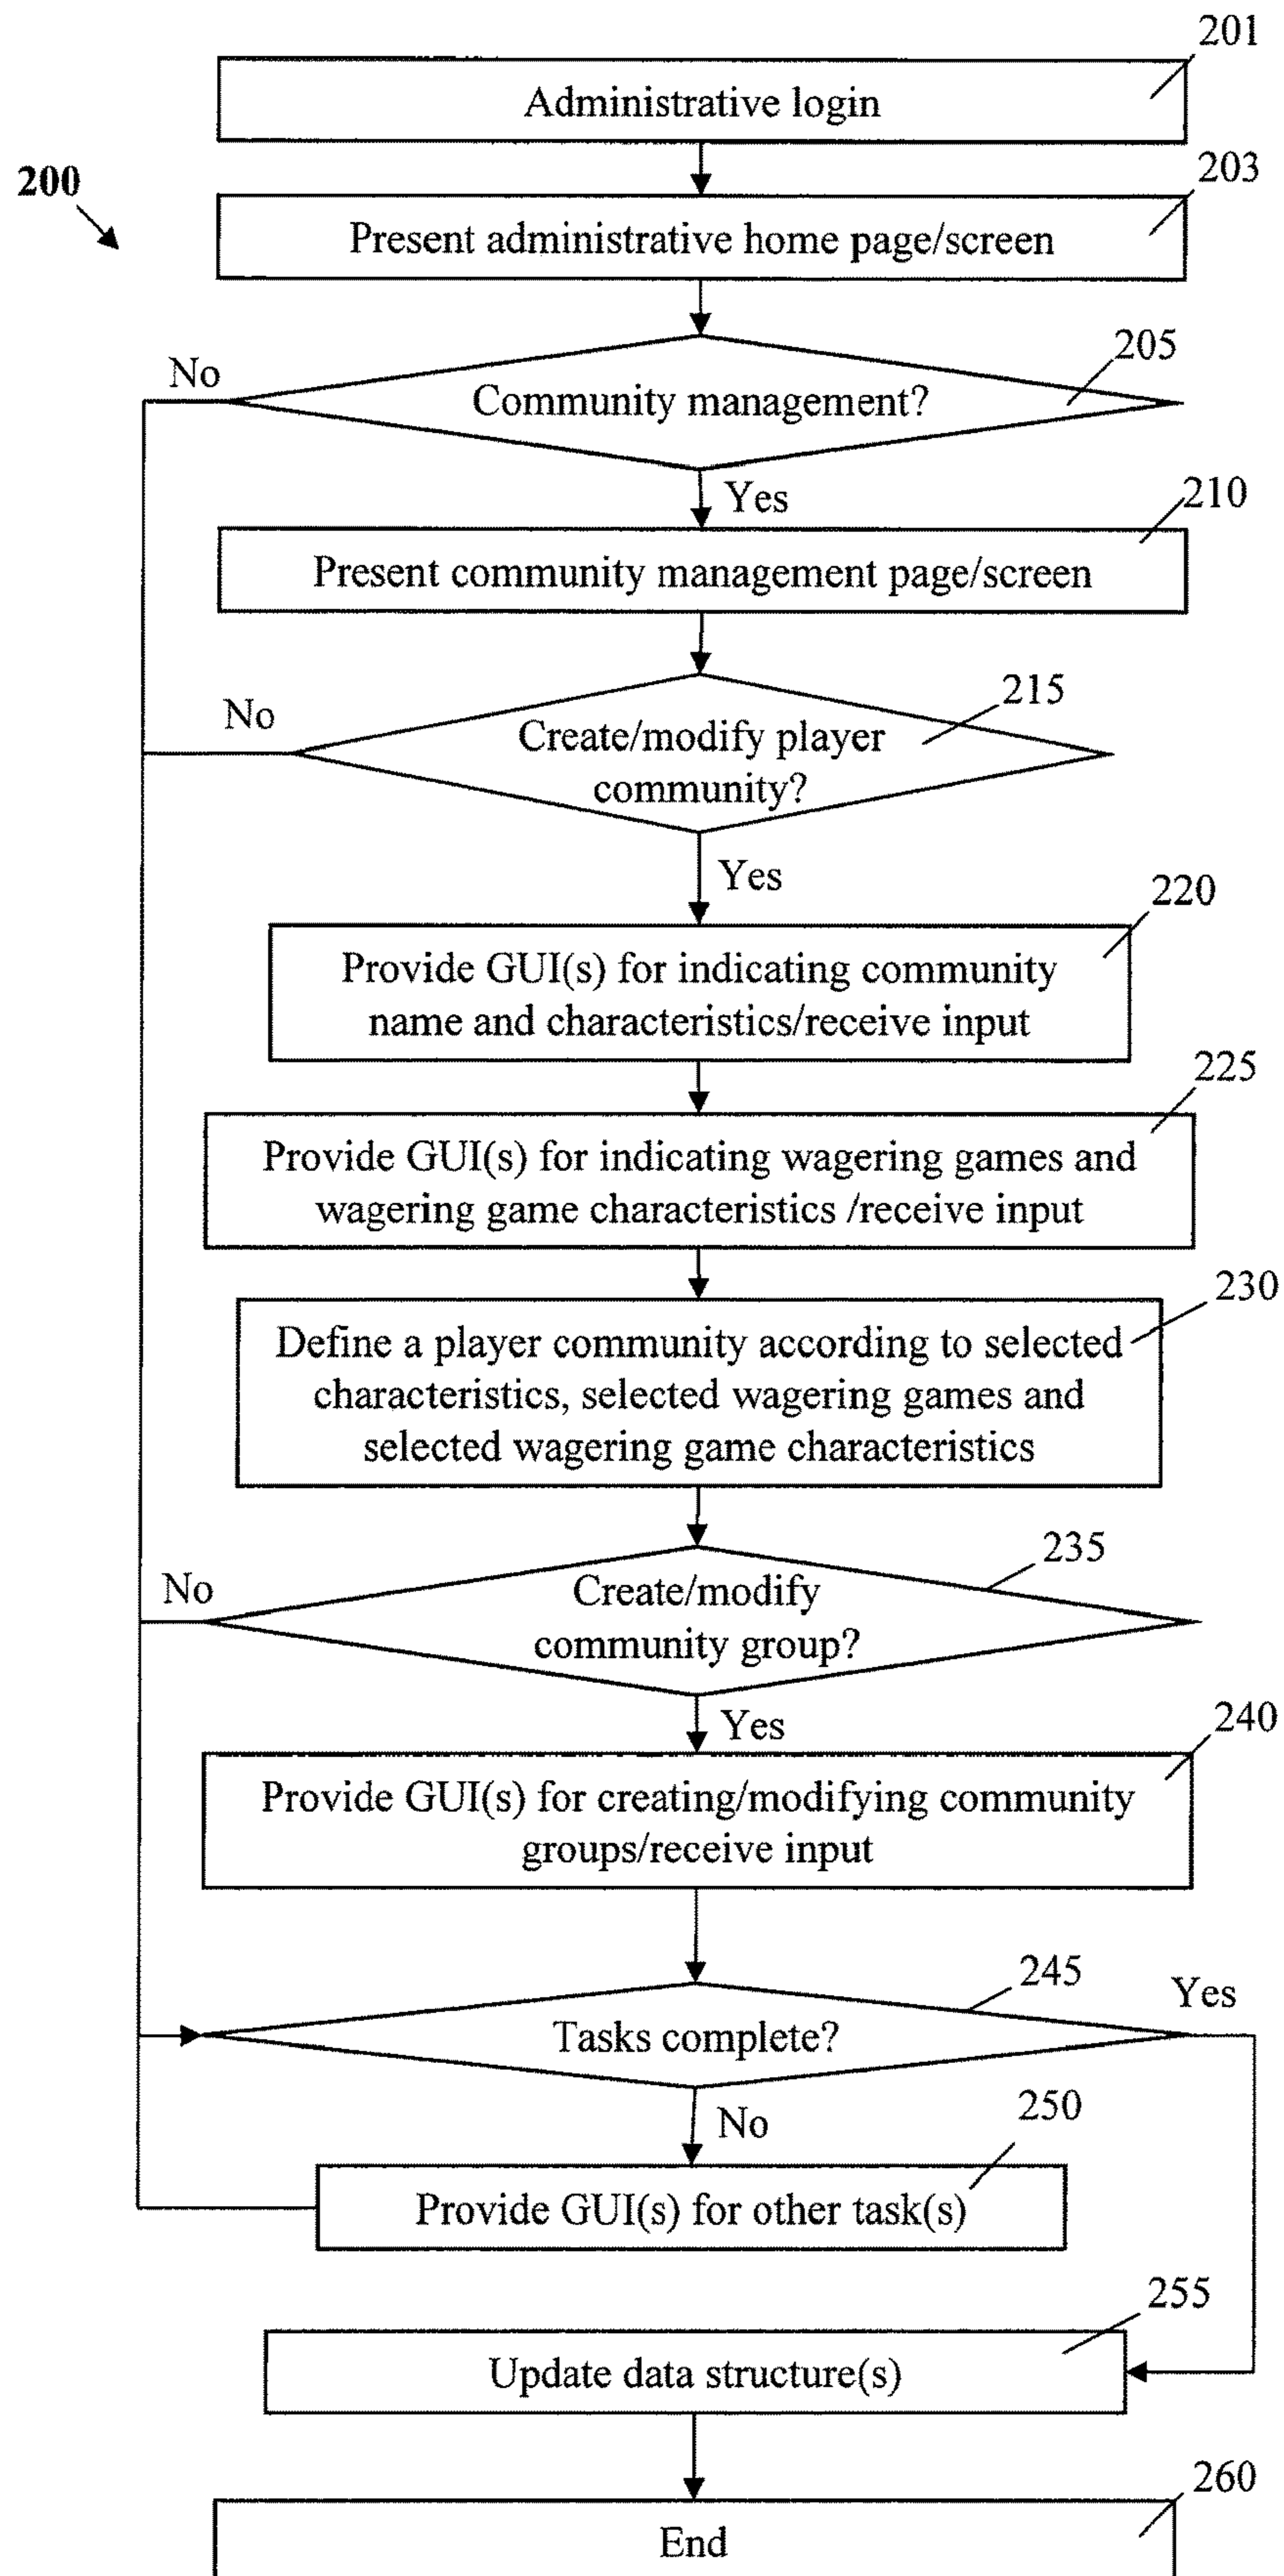 201
Administrative login
200
203
Present administrative home page/screen
205
No
Community management?
Yes
210
Present community management page/screen
215
No
Create/modify player
community?
Yes
220
Provide GUI(s) for indicating community
name and characteristics/receive input
225
Provide GUI(s) for indicating wagering games and
wagering game characteristics /receive input
230
Define a player community according to selected
characteristics, selected wagering games and
selected wagering game characteristics
235
No
Create/modify
community group?
Yes
240
Provide GUI(s) for creating/modifying community
groups/receive input
245
Yes
Tasks complete?
No
250
Provide GUI(s) for other task(s)
255
Update data structure(s)
260
End